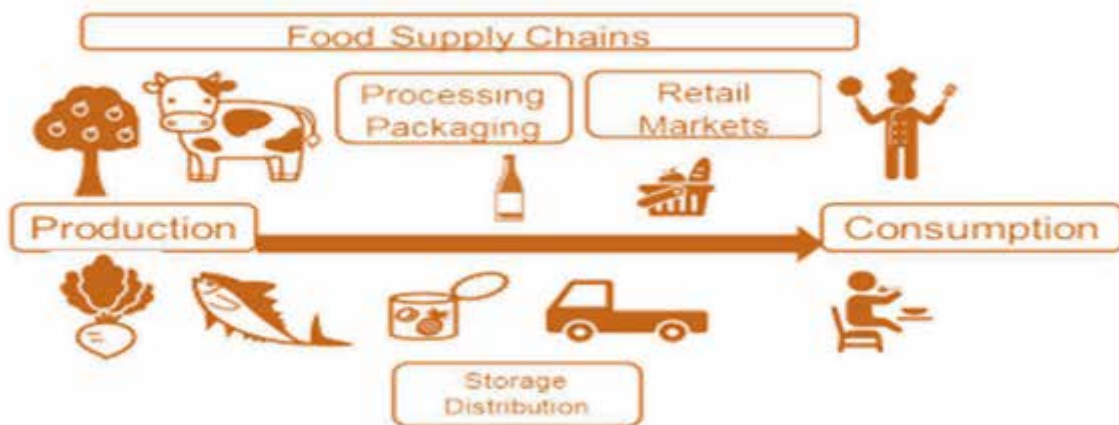 Food Supply Chains
Processing
Packaging
Retail
Markets
Production
Consumption
Storage
Distribution